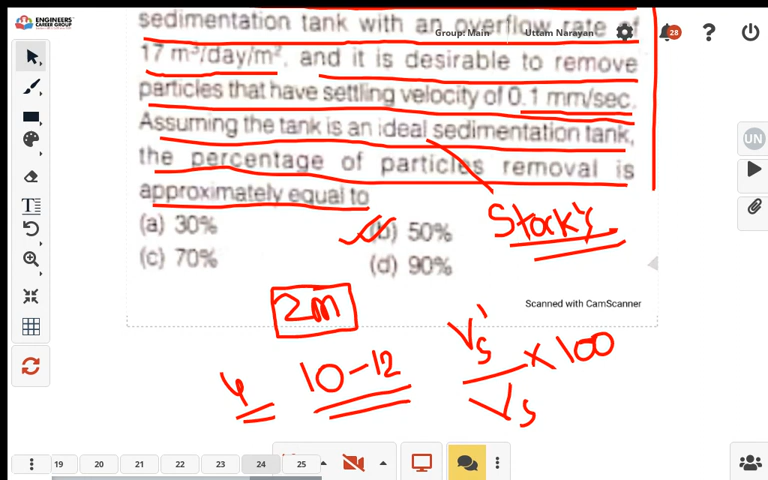 ENGINEERS
CAREER GROUP
sedimentation tank with an overflow rate of
Group: Main Uttam Narayan 28
17 m³/day/m², and it is desirable to remove
particles that have settling velocity of 0.1 mm/sec.
Assuming the tank is an ideal sedimentation tank,
the percentage of particles removal is
approximately equal to
(a) 30% (b) 50%
(c) 70% (d) 90%
Stock's
UN
Scanned with CamScanner
2m
10-12
Vs' / Vs × 100
19 20 21 22 23 24 25